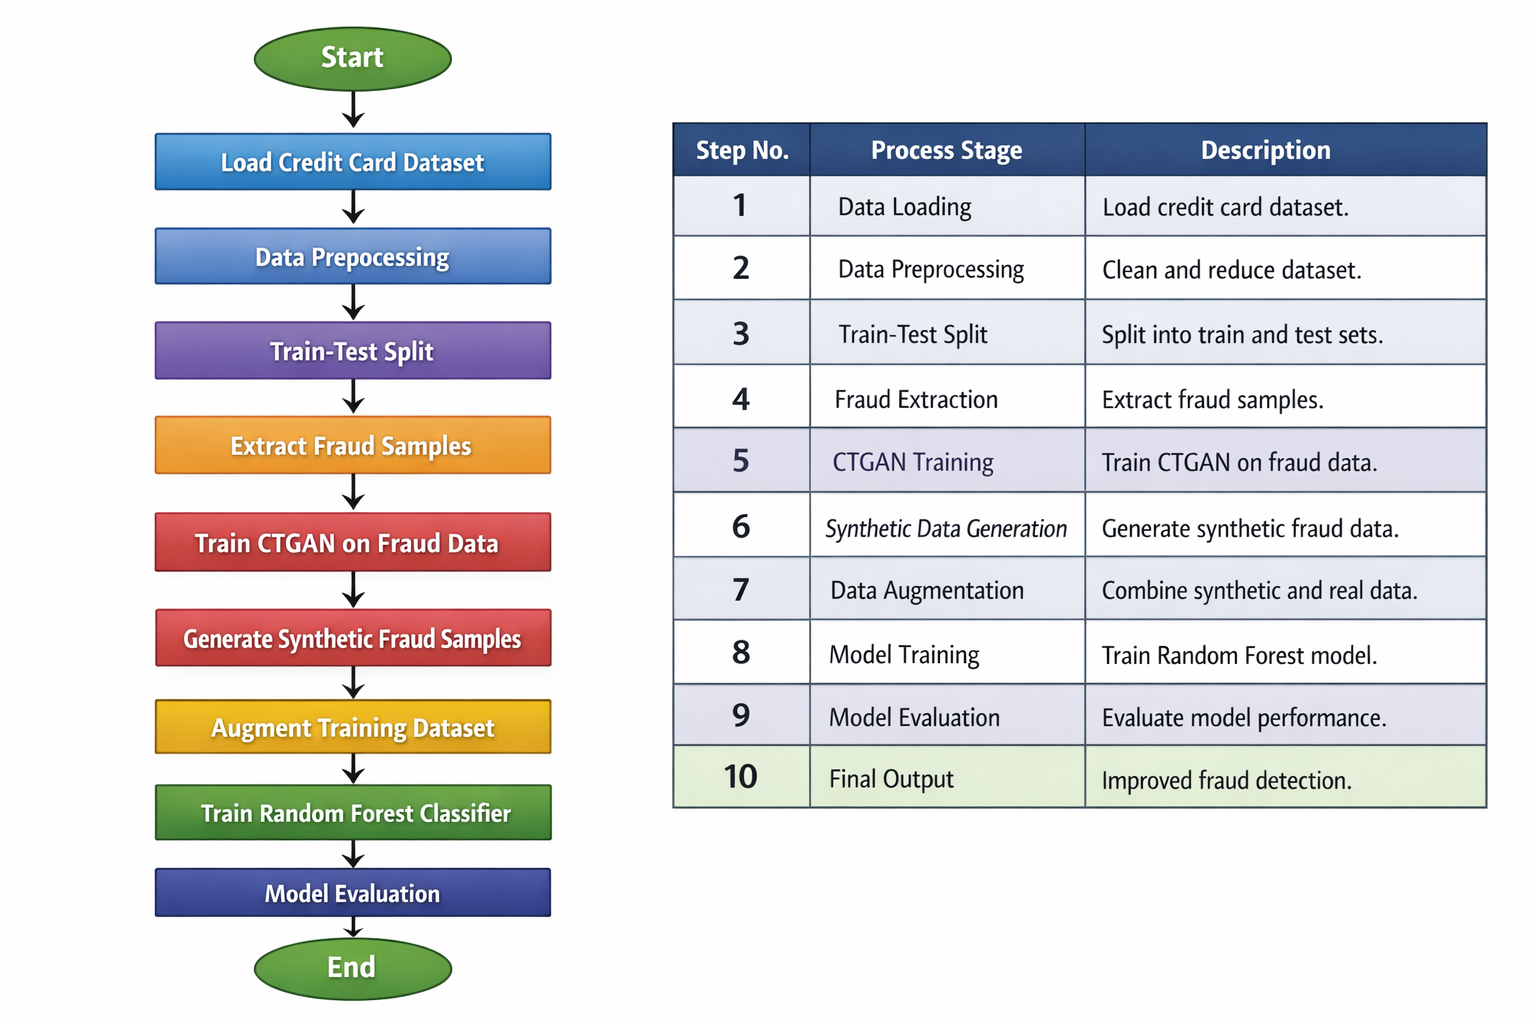 Start
Load Credit Card Dataset
Data Prepocessing
Train-Test Split
Extract Fraud Samples
Train CTGAN on Fraud Data
Generate Synthetic Fraud Samples
Augment Training Dataset
Train Random Forest Classifier
Model Evaluation
End
Step No. Process Stage Description
1 Data Loading Load credit card dataset.
2 Data Preprocessing Clean and reduce dataset.
3 Train-Test Split Split into train and test sets.
4 Fraud Extraction Extract fraud samples.
5 CTGAN Training Train CTGAN on fraud data.
6 Synthetic Data Generation Generate synthetic fraud data.
7 Data Augmentation Combine synthetic and real data.
8 Model Training Train Random Forest model.
9 Model Evaluation Evaluate model performance.
10 Final Output Improved fraud detection.